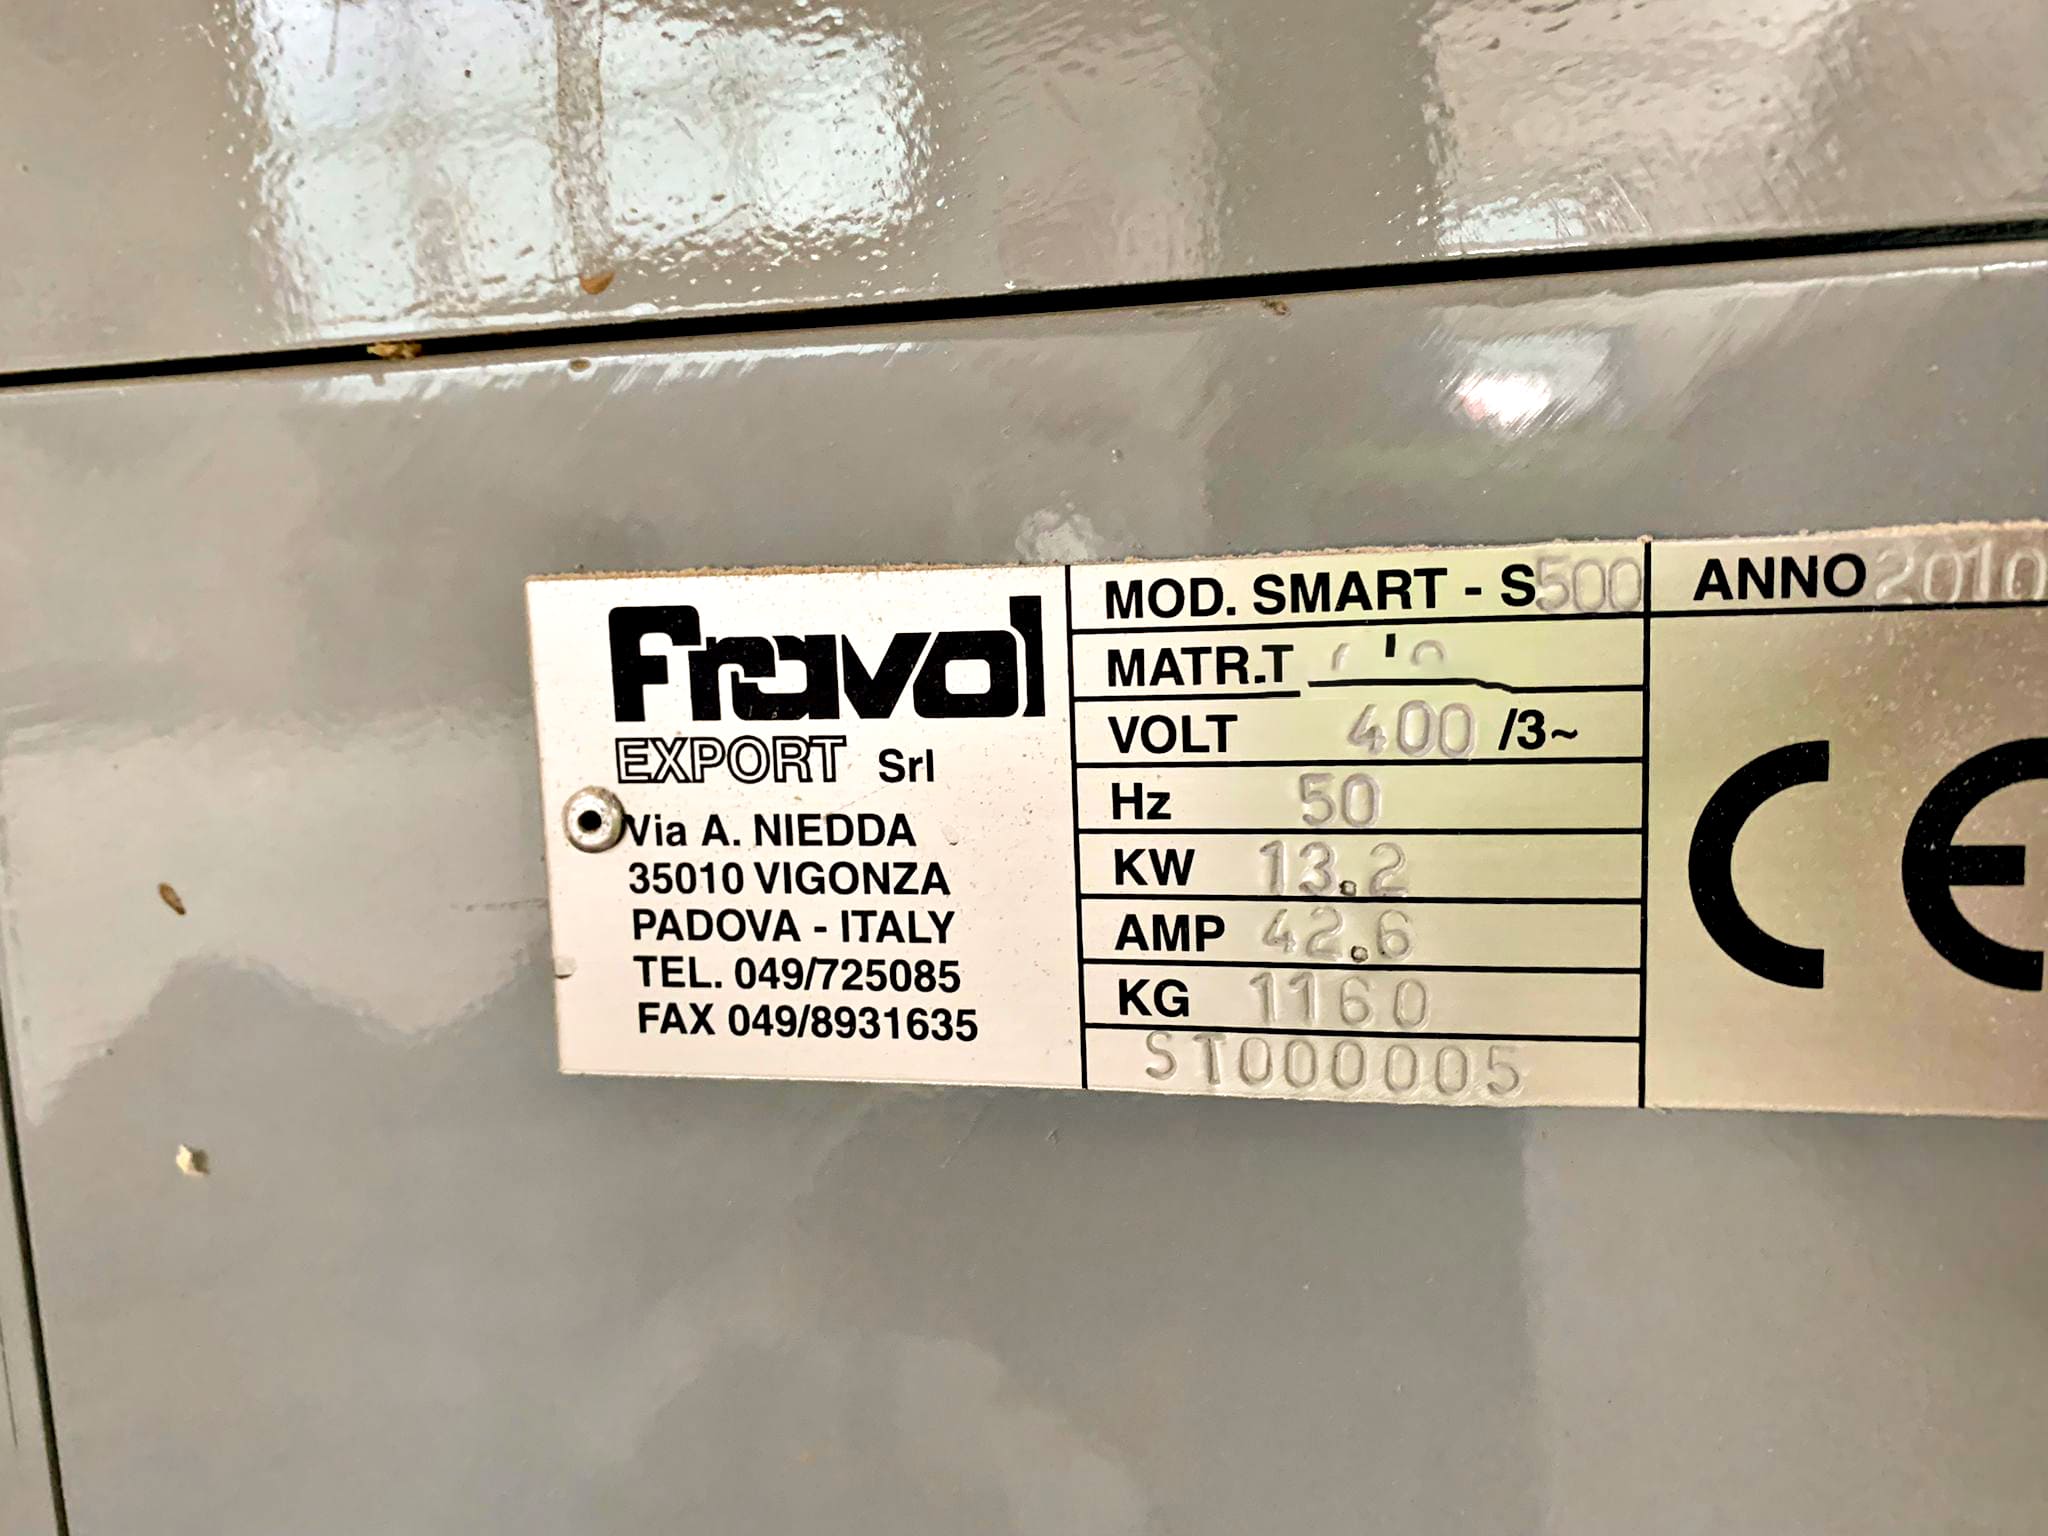 Fravol
EXPORT Srl
Via A. NIEDDA
35010 VIGONZA
PADOVA - ITALY
TEL. 049/725085
FAX 049/8931635
MOD. SMART - S500
MATR.T
VOLT 400 /3~
Hz 50
KW 13.2
AMP 42.6
KG 1160
ST000005
ANNO 2010
CE